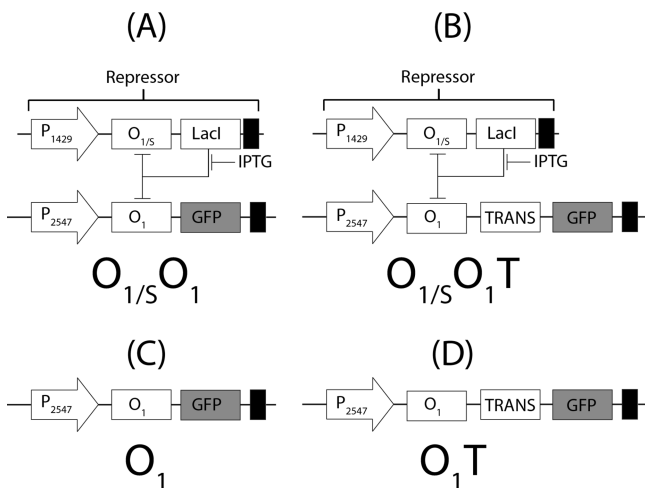 (A) (B)
Repressor Repressor
P1429 O1/S LacI P1429 O1/S LacI
IPTG IPTG
P2547 O1 GFP P2547 O1 TRANS GFP
O1/SO1 O1/SO1T
(C) (D)
P2547 O1 GFP P2547 O1 TRANS GFP
O1 O1T